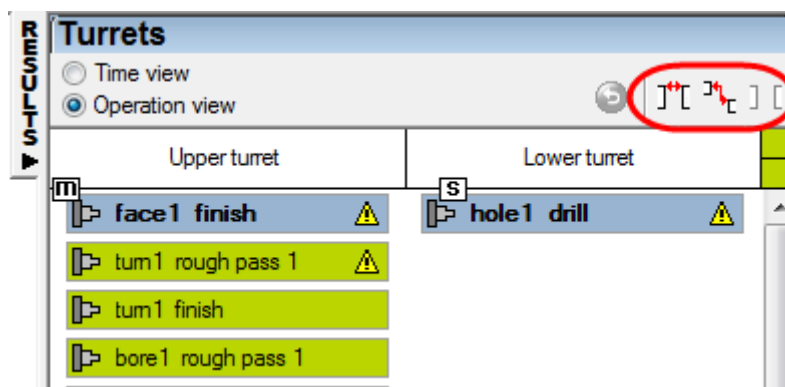 RESULTS
Turrets
Time view
Operation view
Upper turret
Lower turret
m
s
face1 finish
hole1 drill
turn1 rough pass 1
turn1 finish
bore1 rough pass 1